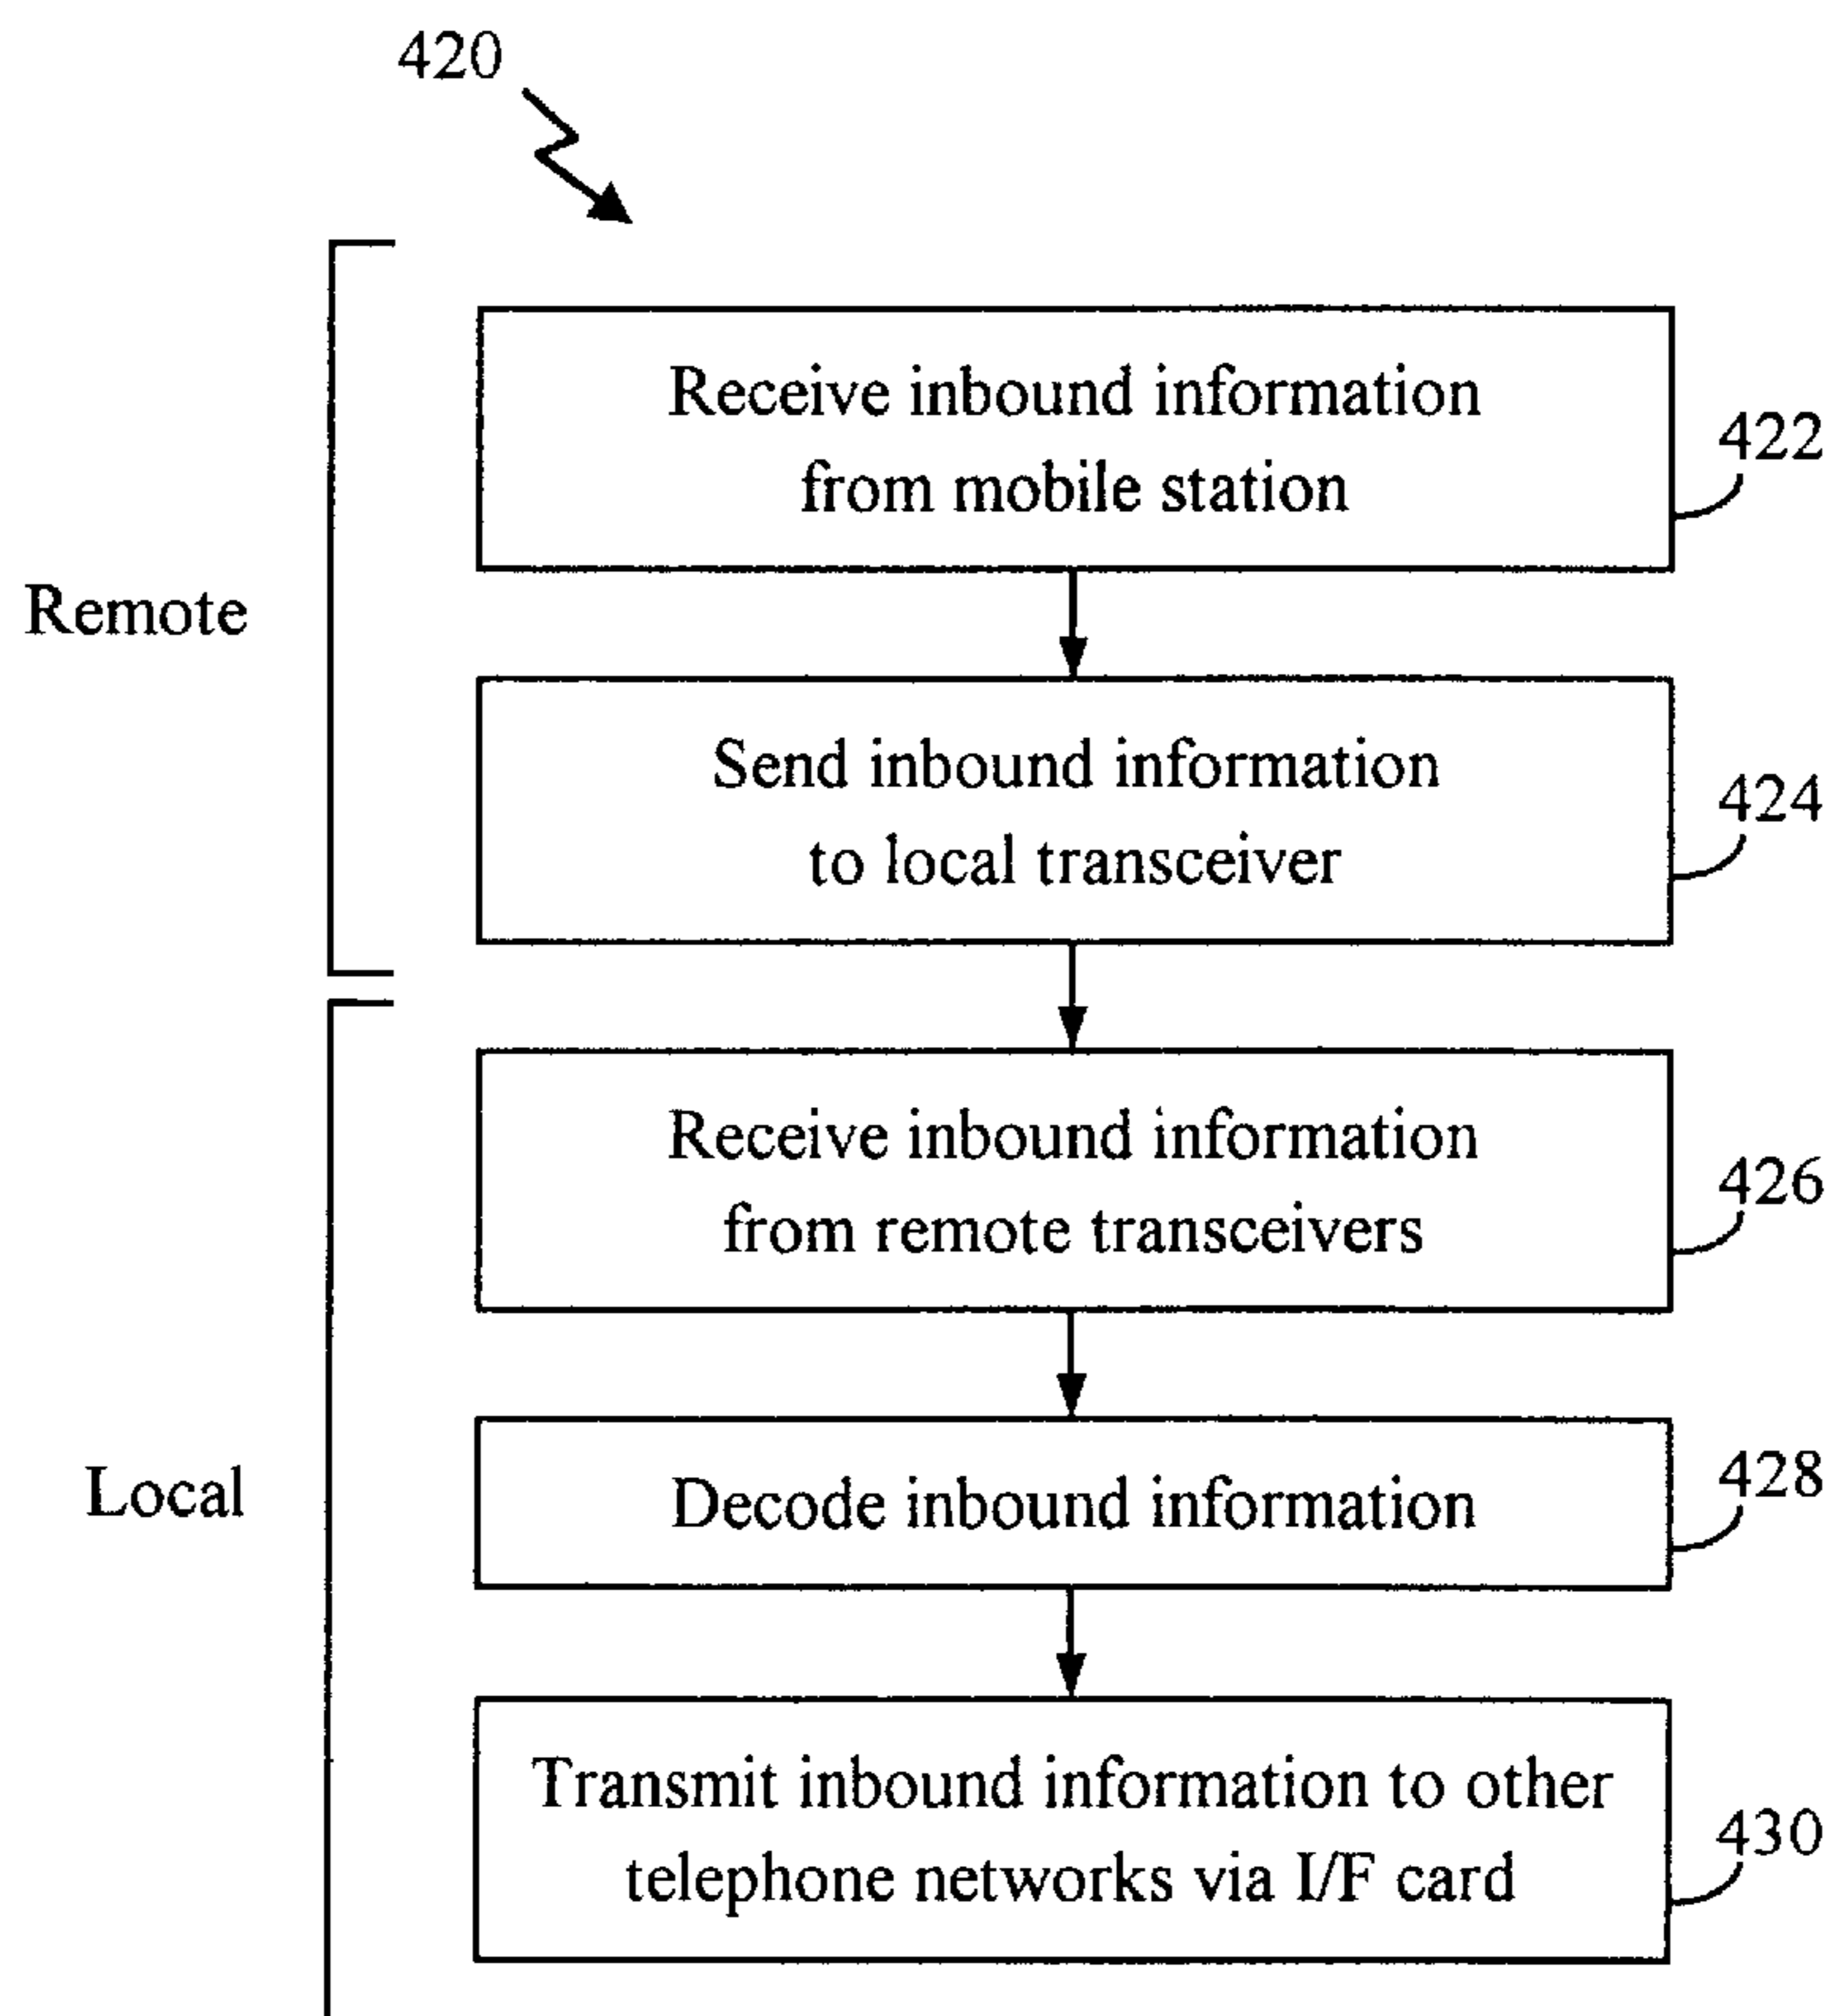 420
Remote
Receive inbound information
from mobile station
422
Send inbound information
to local transceiver
424
Local
Receive inbound information
from remote transceivers
426
Decode inbound information
428
Transmit inbound information to other
telephone networks via I/F card
430